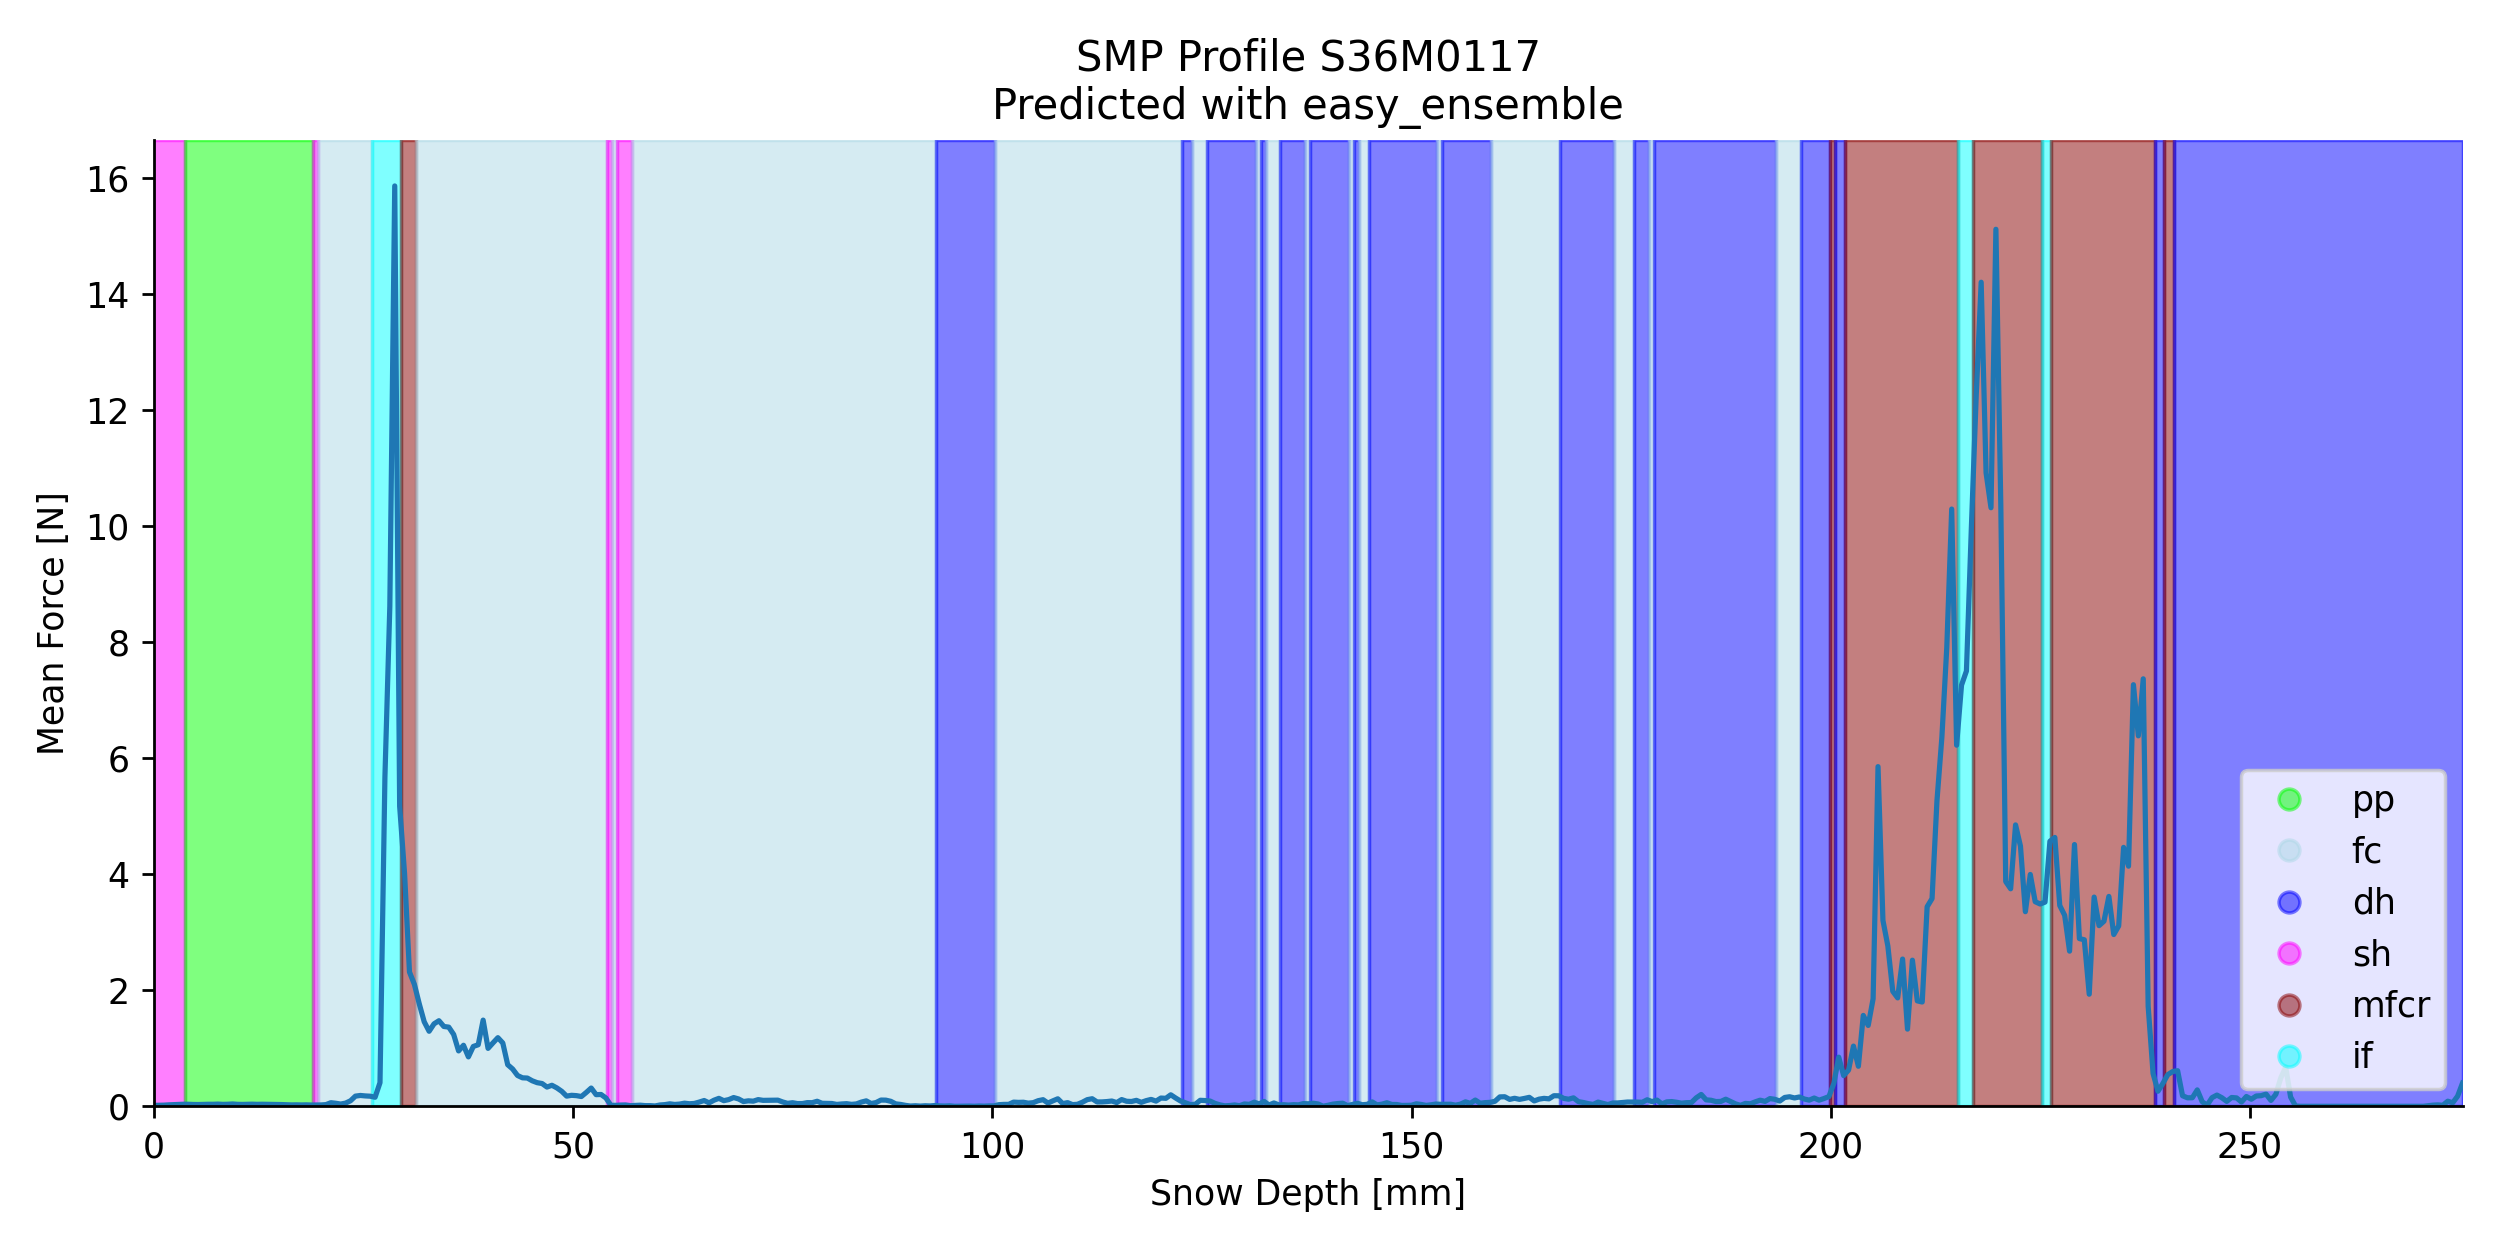 SMP Profile S36M0117
Predicted with easy_ensemble
Mean Force [N]
16
14
12
10
8
6
4
2
0
0 50 100 150 200 250
Snow Depth [mm]
pp
fc
dh
sh
mfcr
if